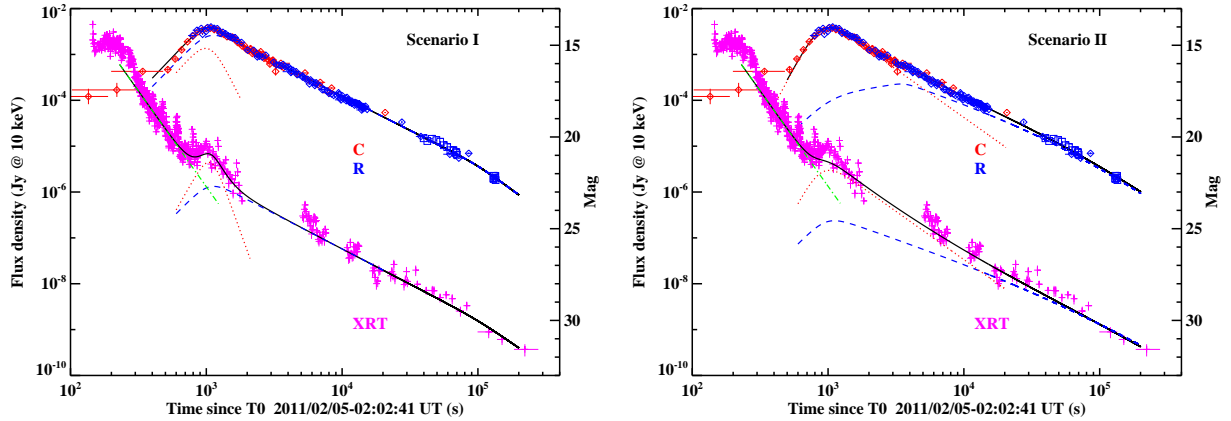 Scenario I
Flux density (Jy @ 10 keV)
10^-2
10^-4
10^-6
10^-8
10^-10
C
R
XRT
15
20
25
30
Mag
10^2 10^3 10^4 10^5
Time since T0 2011/02/05-02:02:41 UT (s)
Scenario II
Flux density (Jy @ 10 keV)
10^-2
10^-4
10^-6
10^-8
10^-10
C
R
XRT
15
20
25
30
Mag
10^2 10^3 10^4 10^5
Time since T0 2011/02/05-02:02:41 UT (s)